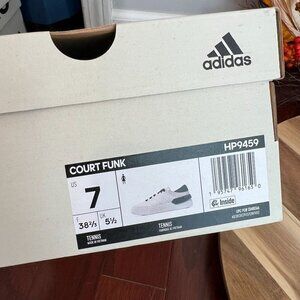 adidas
COURT FUNK
HP9459
US
7
F
38⅔
UK
5½
TENNIS
MADE IN VIETNAM
TENNIS
Inside